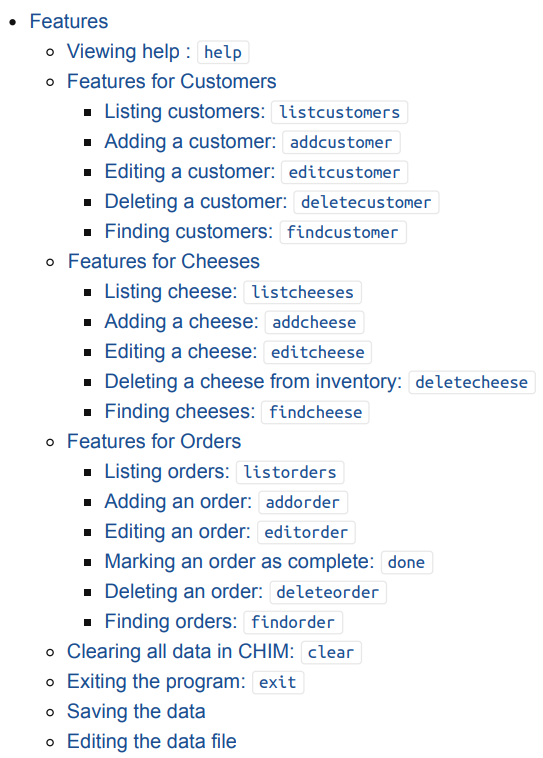 Features
Viewing help : help
Features for Customers
Listing customers: listcustomers
Adding a customer: addcustomer
Editing a customer: editcustomer
Deleting a customer: deletecustomer
Finding customers: findcustomer
Features for Cheeses
Listing cheese: listcheeses
Adding a cheese: addcheese
Editing a cheese: editcheese
Deleting a cheese from inventory: deletecheese
Finding cheeses: findcheese
Features for Orders
Listing orders: listorders
Adding an order: addorder
Editing an order: editorder
Marking an order as complete: done
Deleting an order: deleteorder
Finding orders: findorder
Clearing all data in CHIM: clear
Exiting the program: exit
Saving the data
Editing the data file